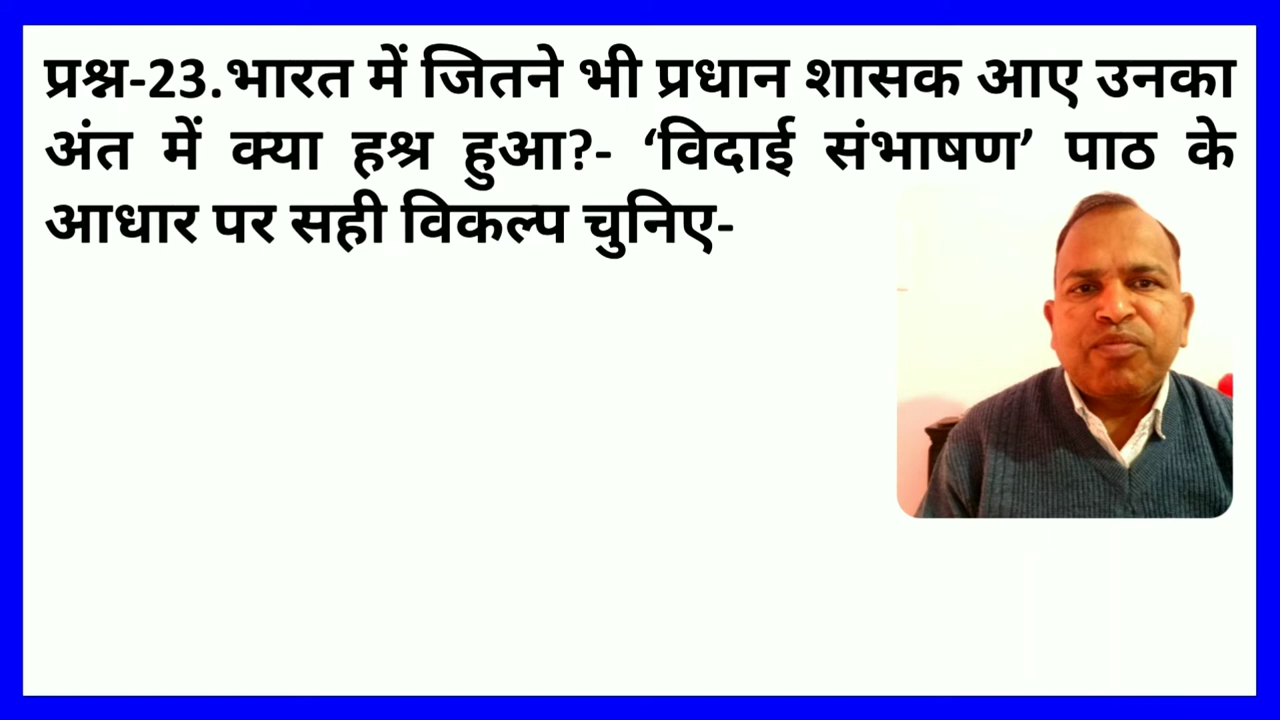 प्रश्न-23.भारत में जितने भी प्रधान शासक आए उनका
अंत में क्या हश्र हुआ?- ‘विदाई संभाषण’ पाठ के
आधार पर सही विकल्प चुनिए-